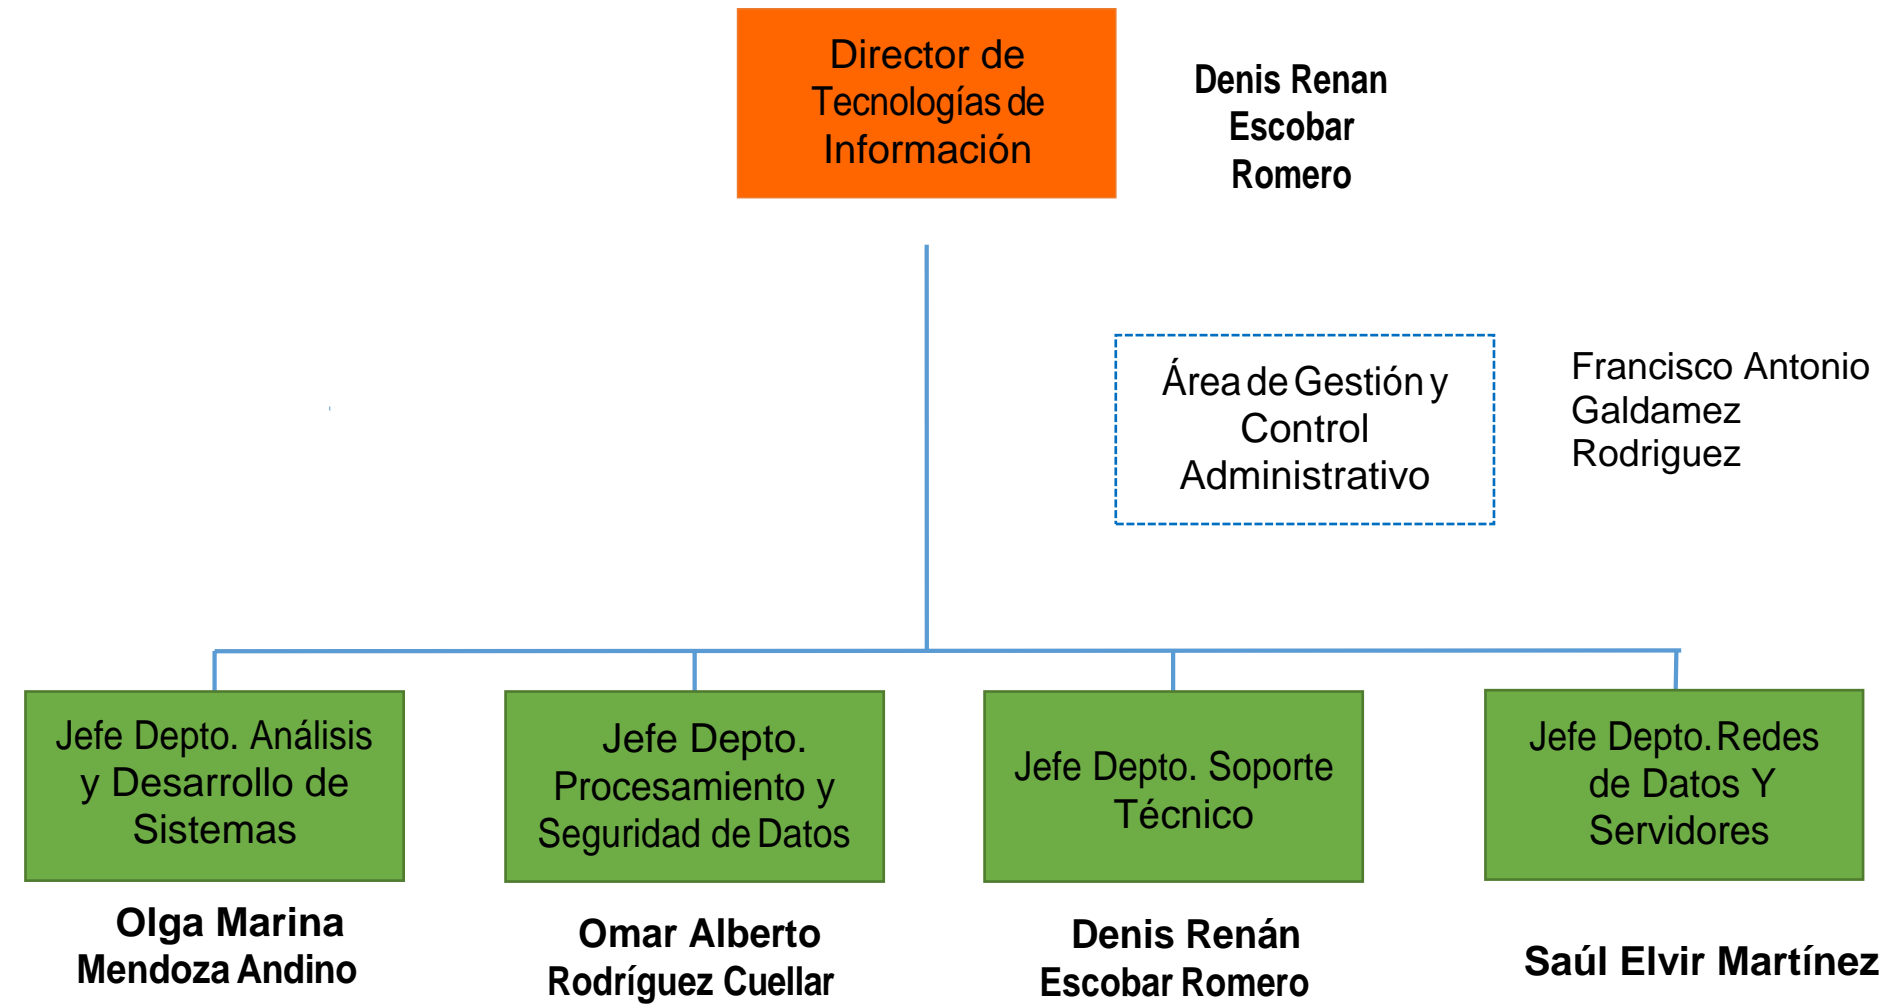 Director de
Tecnologías de
Información
Denis Renan
Escobar
Romero
Área de Gestión y
Control
Administrativo
Francisco Antonio
Galdamez
Rodriguez
Jefe Depto. Análisis
y Desarrollo de
Sistemas
Olga Marina
Mendoza Andino
Jefe Depto.
Procesamiento y
Seguridad de Datos
Omar Alberto
Rodríguez Cuellar
Jefe Depto. Soporte
Técnico
Denis Renán
Escobar Romero
Jefe Depto. Redes
de Datos Y
Servidores
Saúl Elvir Martínez